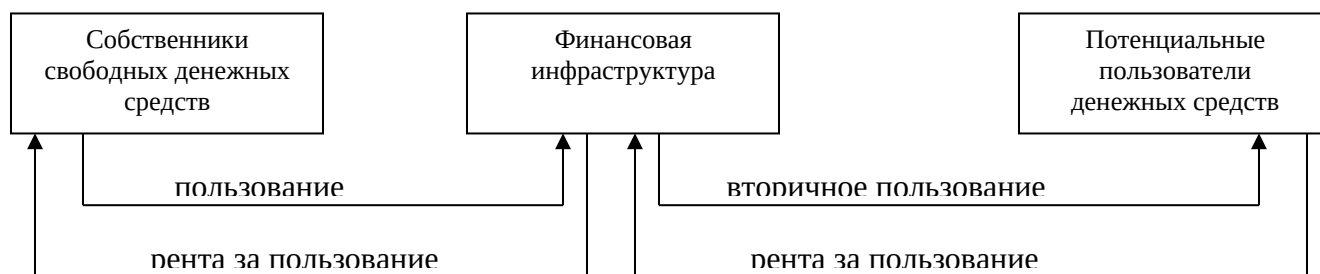 Собственники
свободных денежных
средств
Финансовая
инфраструктура
Потенциальные
пользователи
денежных средств
пользование
вторичное пользование
рента за пользование
рента за пользование